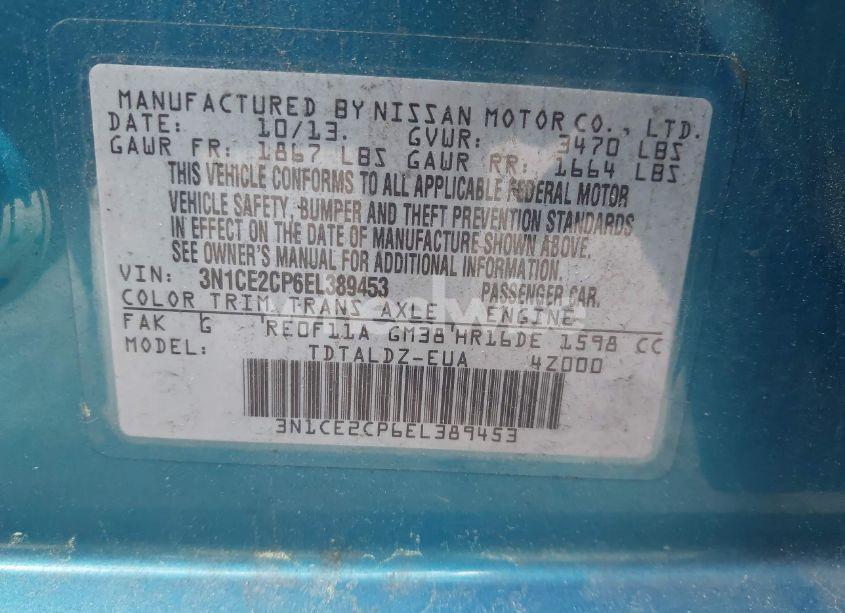 MANUFACTURED BY NISSAN MOTOR CO., LTD.
DATE: 10/13. GVWR: 3470 LBS
GAWR FR: 1867 LBS GAWR RR: 1664 LBS
THIS VEHICLE CONFORMS TO ALL APPLICABLE FEDERAL MOTOR
VEHICLE SAFETY, BUMPER AND THEFT PREVENTION STANDARDS
IN EFFECT ON THE DATE OF MANUFACTURE SHOWN ABOVE.
SEE OWNER'S MANUAL FOR ADDITIONAL INFORMATION.
VIN: 3N1CE2CP6EL389453 PASSENGER CAR.
COLOR TRIM TRANS AXLE ENGINE
FAK G RE0F11A GM38 HR16DE 1598 CC
MODEL: TDTALDZ-EUA 4Z000
3N1CE2CP6EL389453